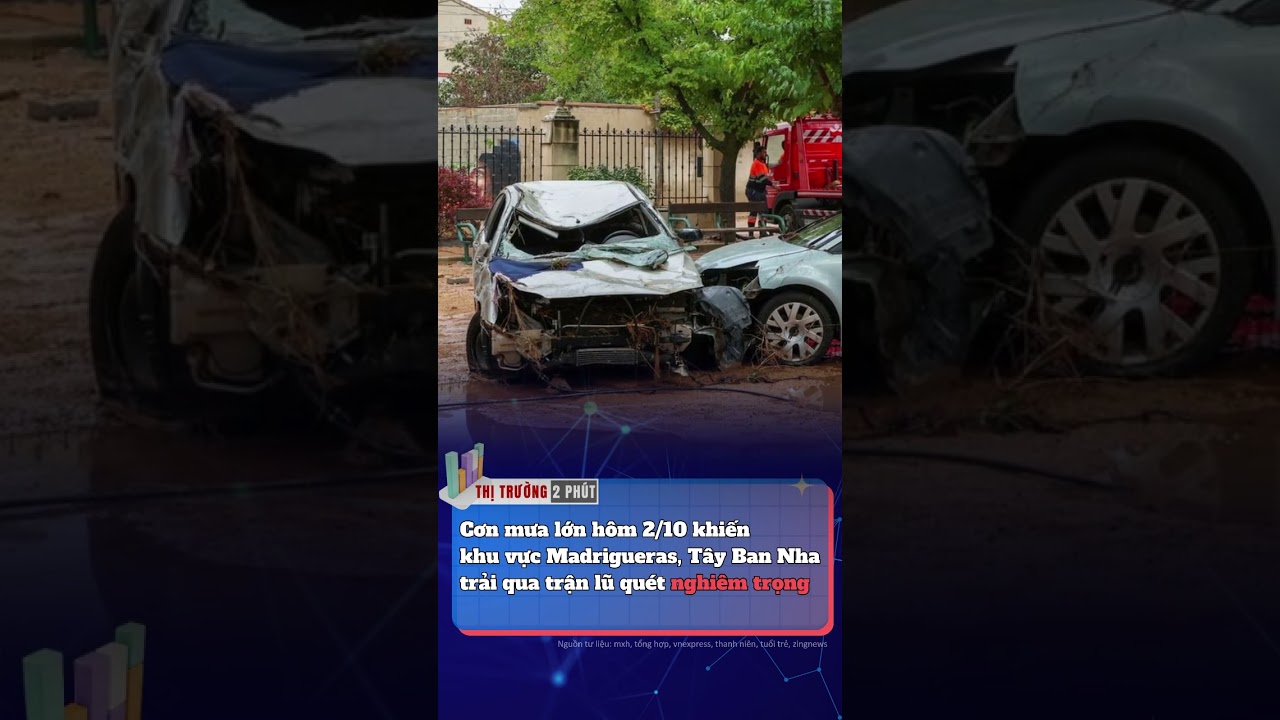 THỊ TRƯỜNG 2 PHÚT
Cơn mưa lớn hôm 2/10 khiến
khu vực Madrigueras, Tây Ban Nha
trải qua trận lũ quét nghiêm trọng
Nguồn tư liệu: mxh, tổng hợp, vnexpress, thanh niên, tuổi trẻ, zingnews